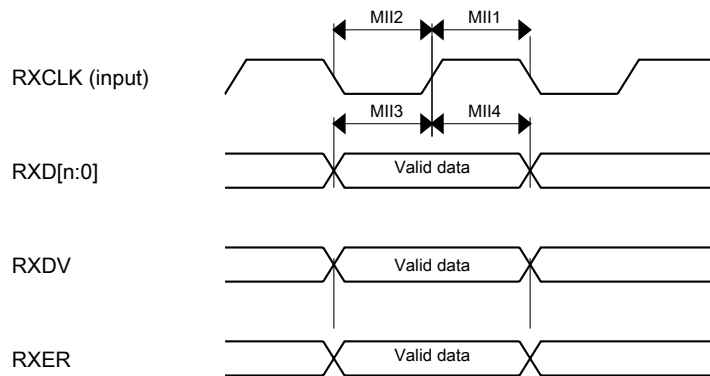 MII2 MII1
RXCLK (input)
MII3 MII4
RXD[n:0] Valid data
RXDV Valid data
RXER Valid data